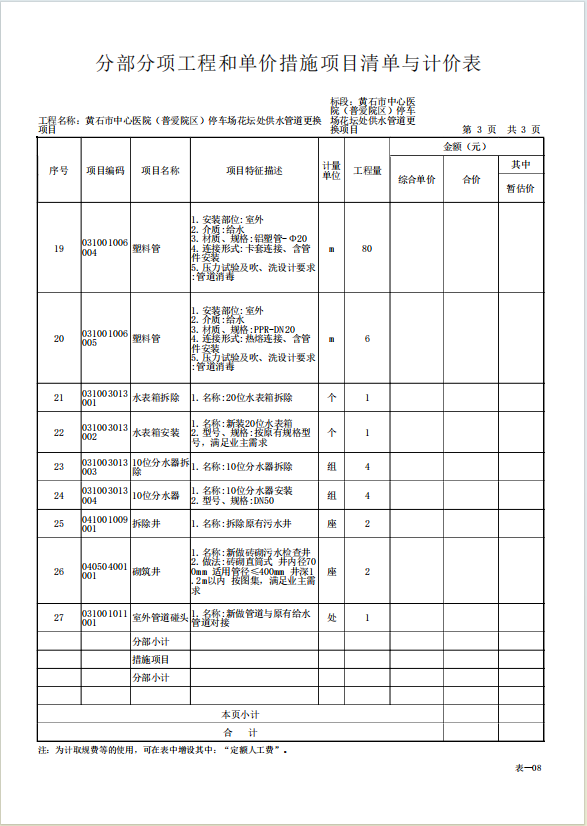 分部分项工程和单价措施项目清单与计价表
标段：黄石市中心医
院（普爱院区）停车
工程名称：黄石市中心医院（普爱院区）停车场花坛处供水管道更换
场花坛处供水管道更
项目
换项目
第 3 页 共 3 页
序号 项目编码 项目名称 项目特征描述 计量
单位 工程量 金额（元）
综合单价 合价 其中
暂估价
19 031001006
004 塑料管 1. 安装部位:室外
2. 介质:给水
3. 材质、规格:铝塑管-Φ20
4. 连接形式:卡套连接、含管
件安装
5. 压力试验及吹、洗设计要求
:管道消毒 m 80
20 031001006
005 塑料管 1. 安装部位:室外
2. 介质:给水
3. 材质、规格:PPR-DN20
4. 连接形式:热熔连接、含管
件安装
5. 压力试验及吹、洗设计要求
:管道消毒 m 6
21 031003013
001 水表箱拆除 1. 名称:20位水表箱拆除 个 1
22 031003013
002 水表箱安装 1. 名称:新装20位水表箱
2. 型号、规格:按原有规格型
号，满足业主需求 个 1
23 031003013
003 10位分水器拆
除 1. 名称:10位分水器拆除 组 4
24 031003013
004 10位分水器 1. 名称:10位分水器安装
2. 型号、规格:DN50 组 4
25 041001009
001 拆除井 1. 名称:拆除原有污水井 座 2
26 040504001
001 砌筑井 1. 名称:新做砖砌污水检查井
2. 做法:砖砌直筒式 井内径70
0mm 适用管径≤400mm 井深1
.2m以内 按图集，满足业主需
求 座 2
27 031001011
001 室外管道碰头 1. 名称:新做管道与原有给水
管道对接 处 1
分部小计
措施项目
分部小计
本页小计
合 计
注：为计取规费等的使用，可在表中增设其中：“定额人工费”。
表—08